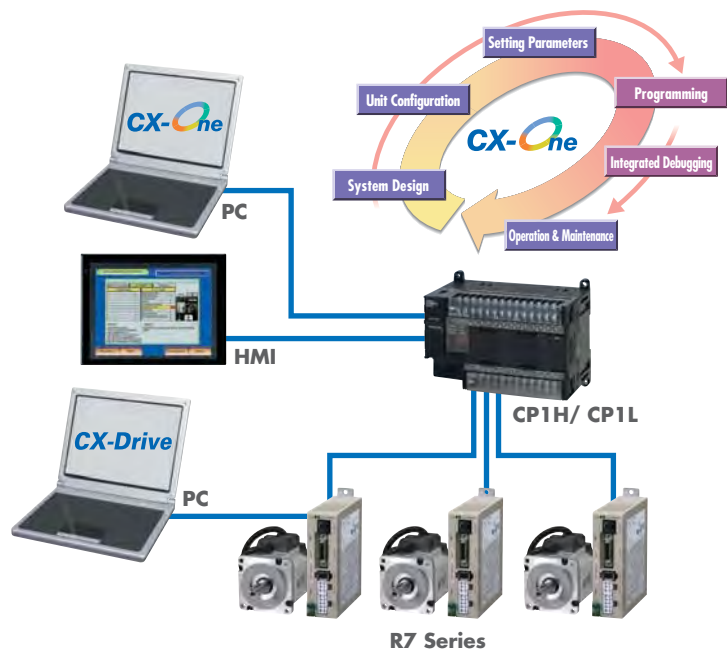 Setting Parameters
Programming
Unit Configuration
CX-One
Integrated Debugging
System Design
Operation & Maintenance
CX-One
PC
HMI
CP1H/ CP1L
CX-Drive
PC
R7 Series